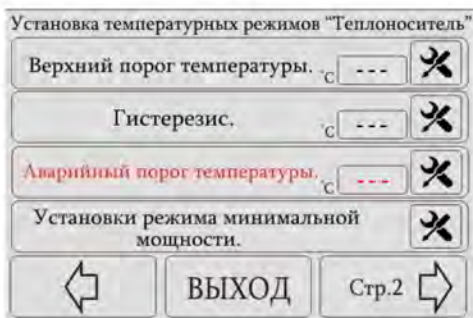 Установка температурных режимов "Теплоноситель"
Верхний порог температуры. °C ---
Гистерезис. °C ---
Аварийный порог температуры. °C ---
Установки режима минимальной
мощности.
ВЫХОД Стр.2